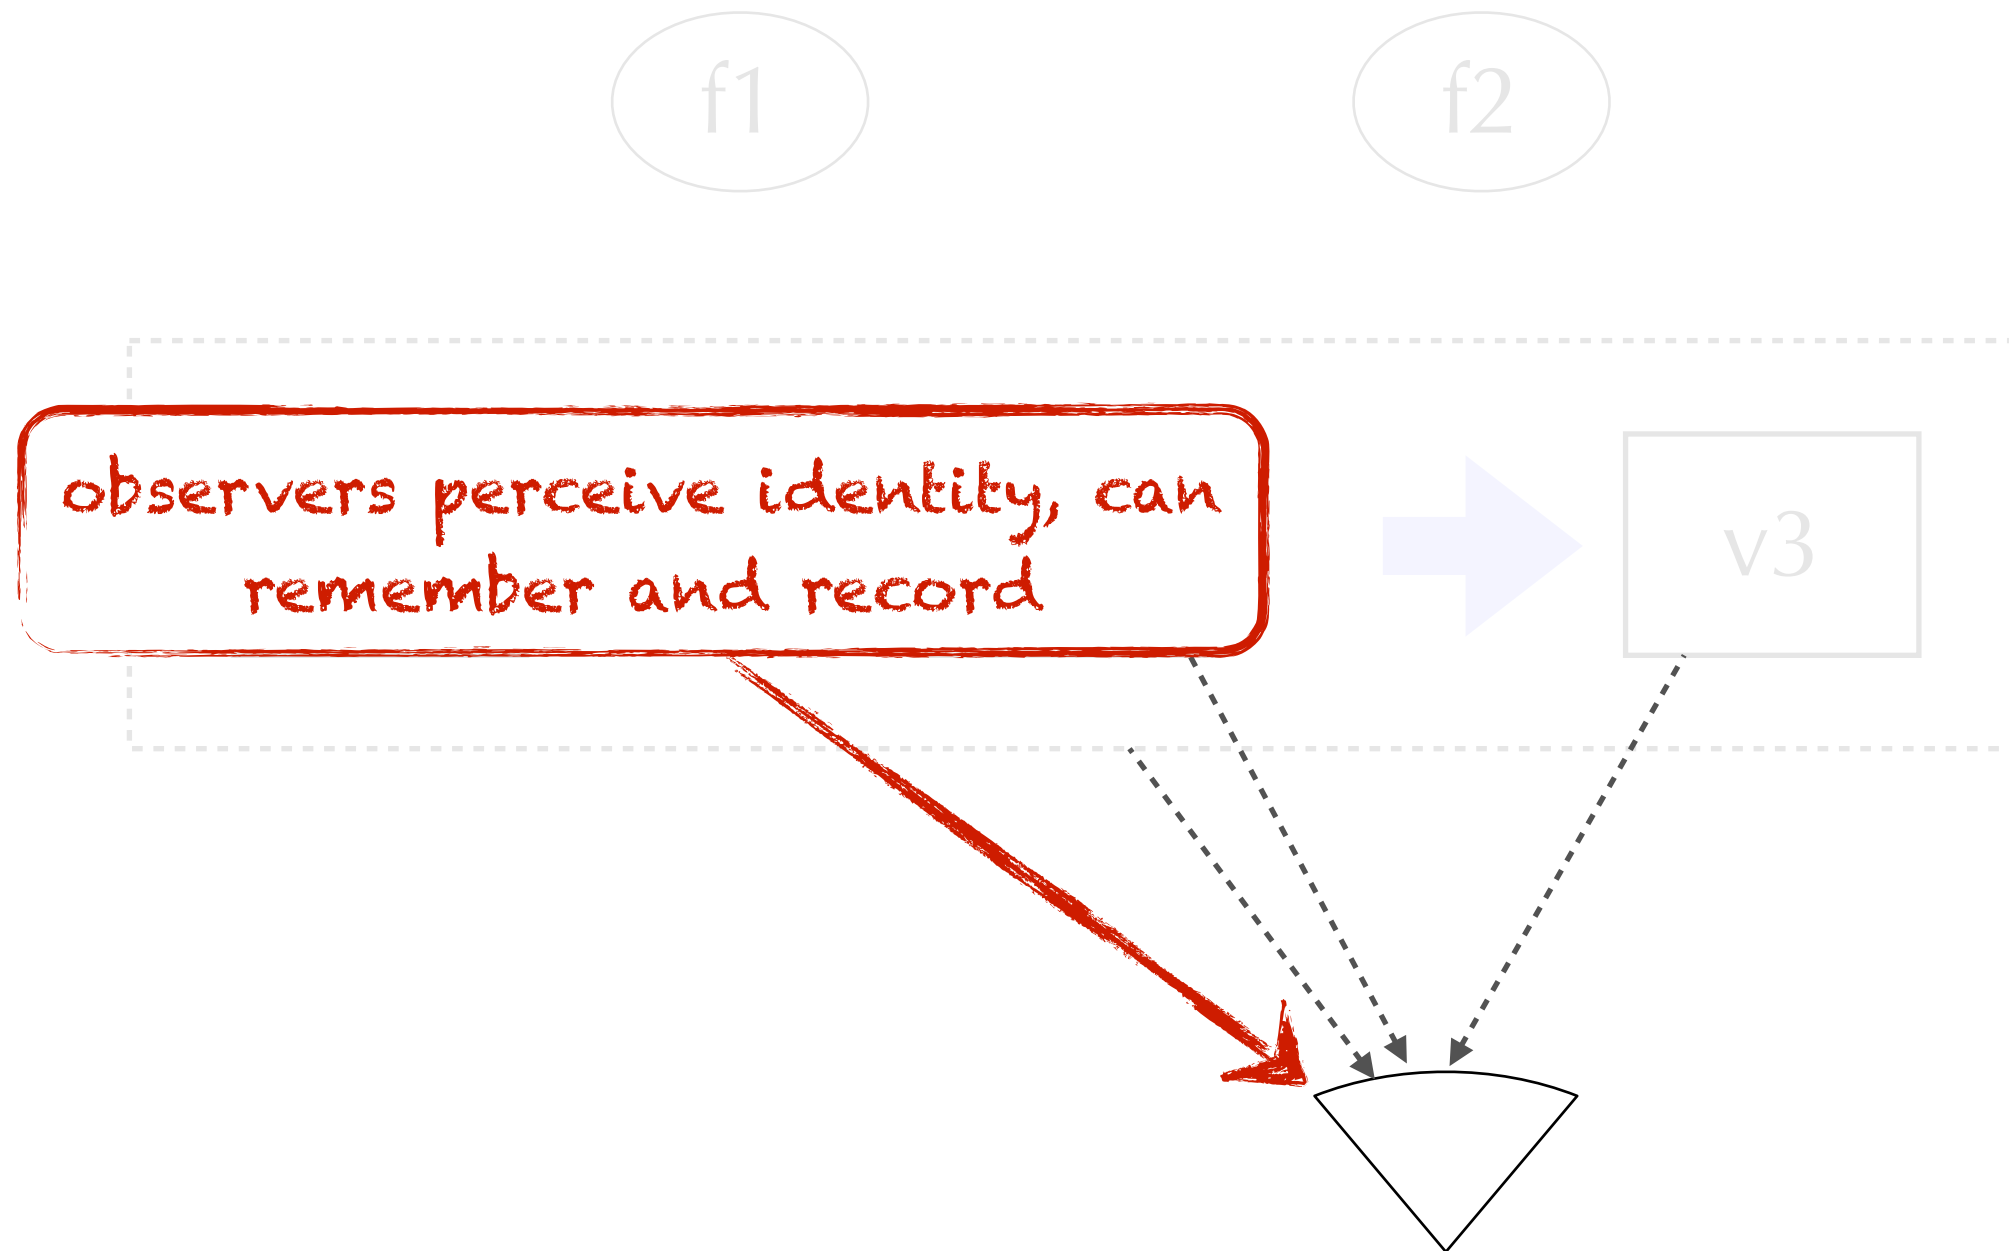 f1
f2
observers perceive identity, can
remember and record
v3